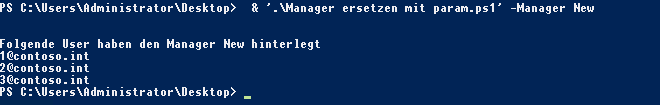 PS C:\Users\Administrator\Desktop>  & '.\Manager ersetzen mit param.ps1' -Manager New
Folgende User haben den Manager New hinterlegt
1@contoso.int
2@contoso.int
3@contoso.int
PS C:\Users\Administrator\Desktop> _